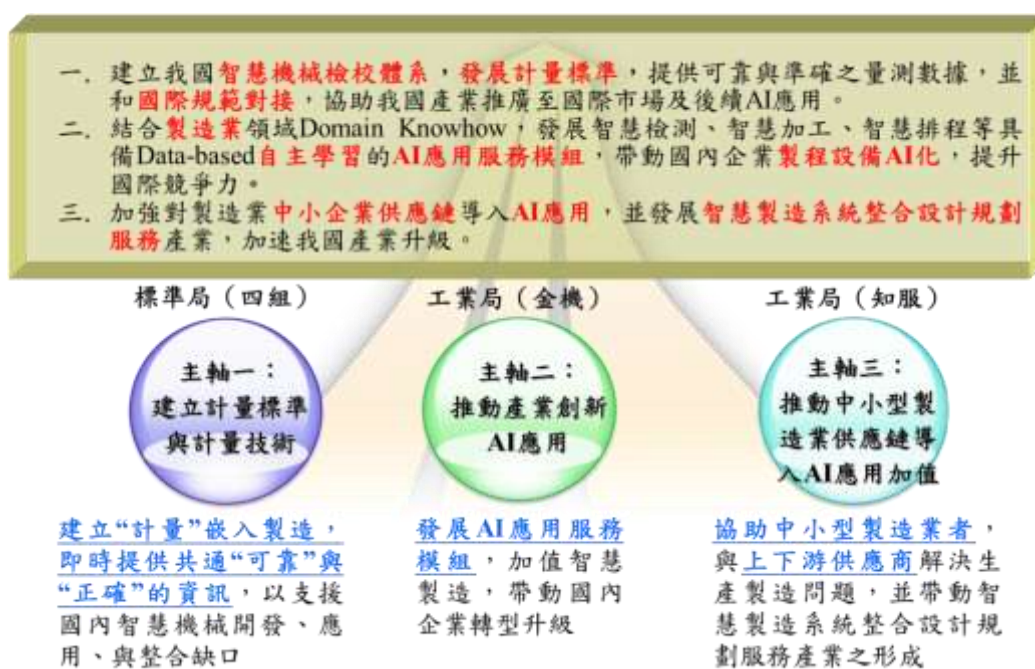 一. 建立我國智慧機械檢校體系，發展計量標準，提供可靠與準確之量測數據，並
和國際規範對接，協助我國產業推廣至國際市場及後續AI應用。
二. 結合製造業領域Domain Knowhow，發展智慧檢測、智慧加工、智慧排程等具
備Data-based自主學習的AI應用服務模組，帶動國內企業製程設備AI化，提升
國際競爭力。
三. 加強對製造業中小企業供應鏈導入AI應用，並發展智慧製造系統整合設計規劃
服務產業，加速我國產業升級。
標準局（四組）
主軸一：
建立計量標準
與計量技術
建立“計量”嵌入製造，
即時提供共通“可靠”與
“正確”的資訊，以支援
國內智慧機械開發、應
用、與整合缺口
工業局（金機）
主軸二：
推動產業創新
AI應用
發展AI應用服務
模組，加值智慧
製造，帶動國內
企業轉型升級
工業局（知服）
主軸三：
推動中小型製
造業供應鏈導
入AI應用加值
協助中小型製造業者，
與上下游供應商解決生
產製造問題，並帶動智
慧製造系統整合設計規
劃服務產業之形成